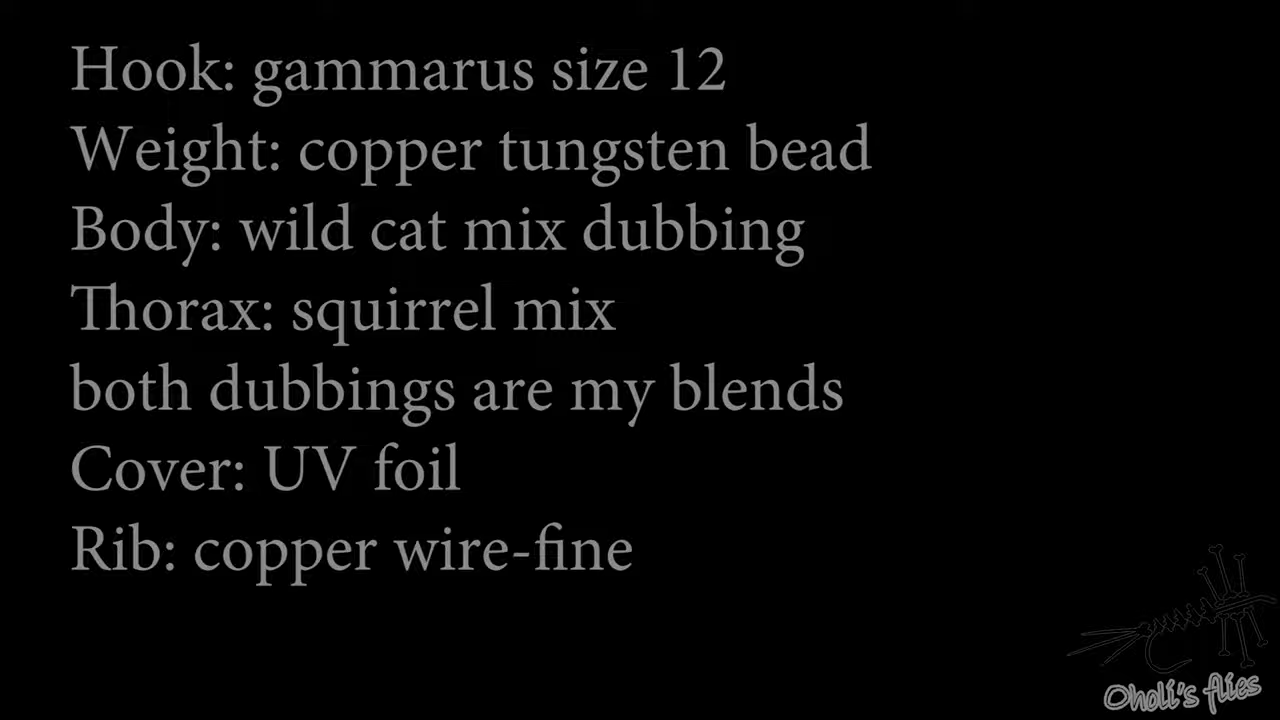 Hook: gammarus size 12
Weight: copper tungsten bead
Body: wild cat mix dubbing
Thorax: squirrel mix
both dubbings are my blends
Cover: UV foil
Rib: copper wire-fine
Oholi's flies